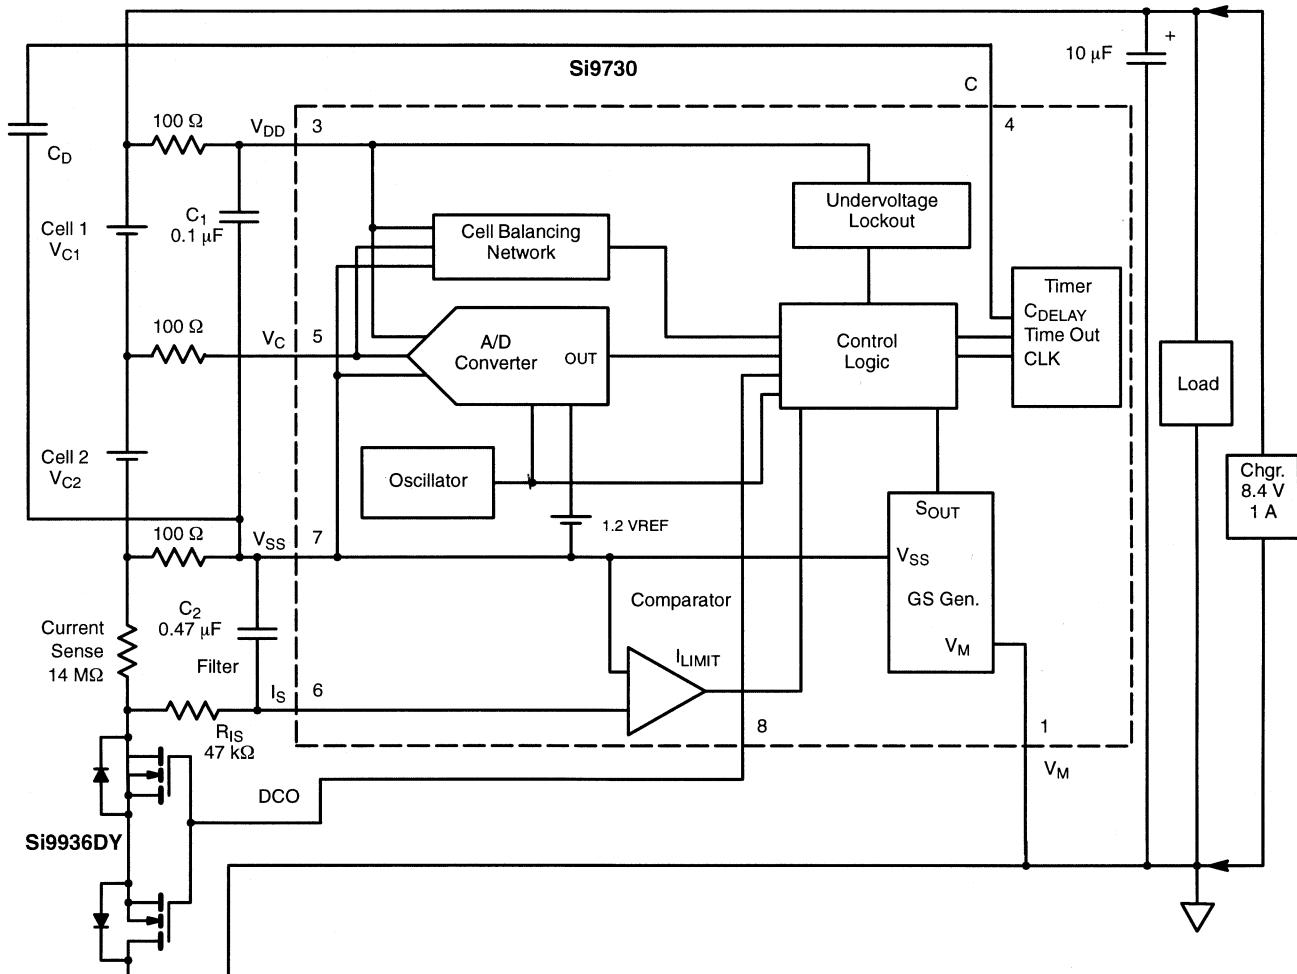 10 µF
+
Si9730
C
100 Ω
VDD
3
4
CD
Undervoltage
Lockout
Cell 1
VC1
C1
0.1 µF
Cell Balancing
Network
Timer
CDELAY
Time Out
CLK
100 Ω
VC
5
A/D
Converter
OUT
Control
Logic
Load
Cell 2
VC2
Oscillator
Chgr.
8.4 V
1 A
SOUT
1.2 VREF
100 Ω
VSS
7
VSS
GS Gen.
VM
Comparator
C2
0.47 µF
Current
Sense
14 MΩ
Filter
ILIMIT
IS
6
RIS
47 kΩ
8
1
VM
DCO
Si9936DY